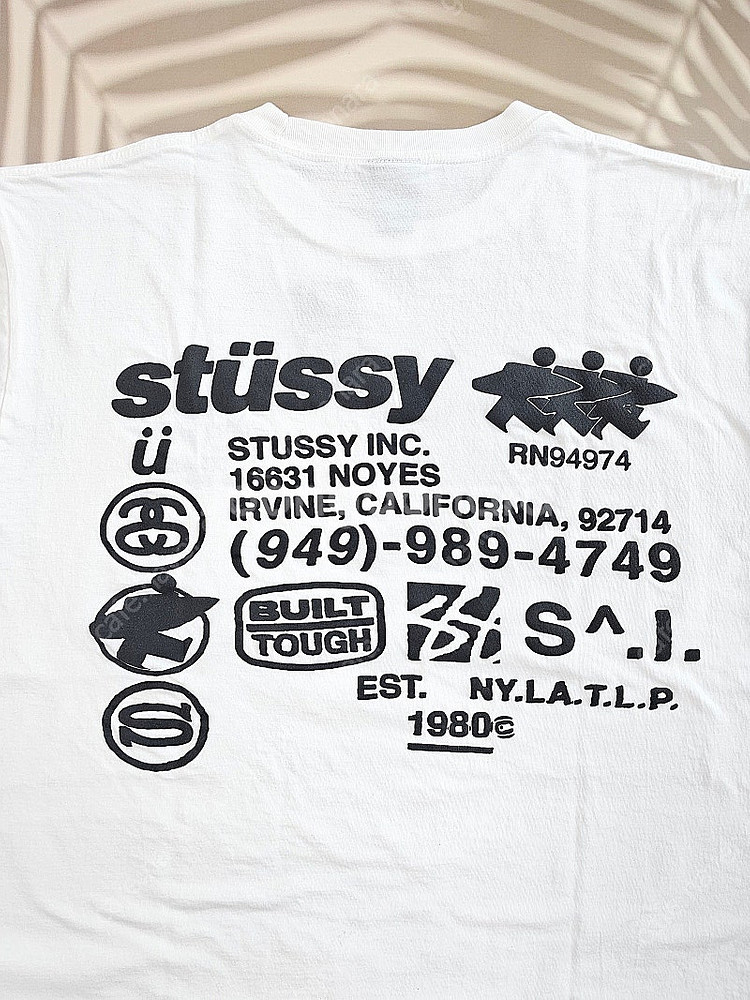 stüssy
RN94974
ü
STUSSY INC.
16631 NOYES
IRVINE, CALIFORNIA, 92714
(949)-989-4749
BUILT
TOUGH
S^.I.
EST. NY.LA.T.L.P.
1980©